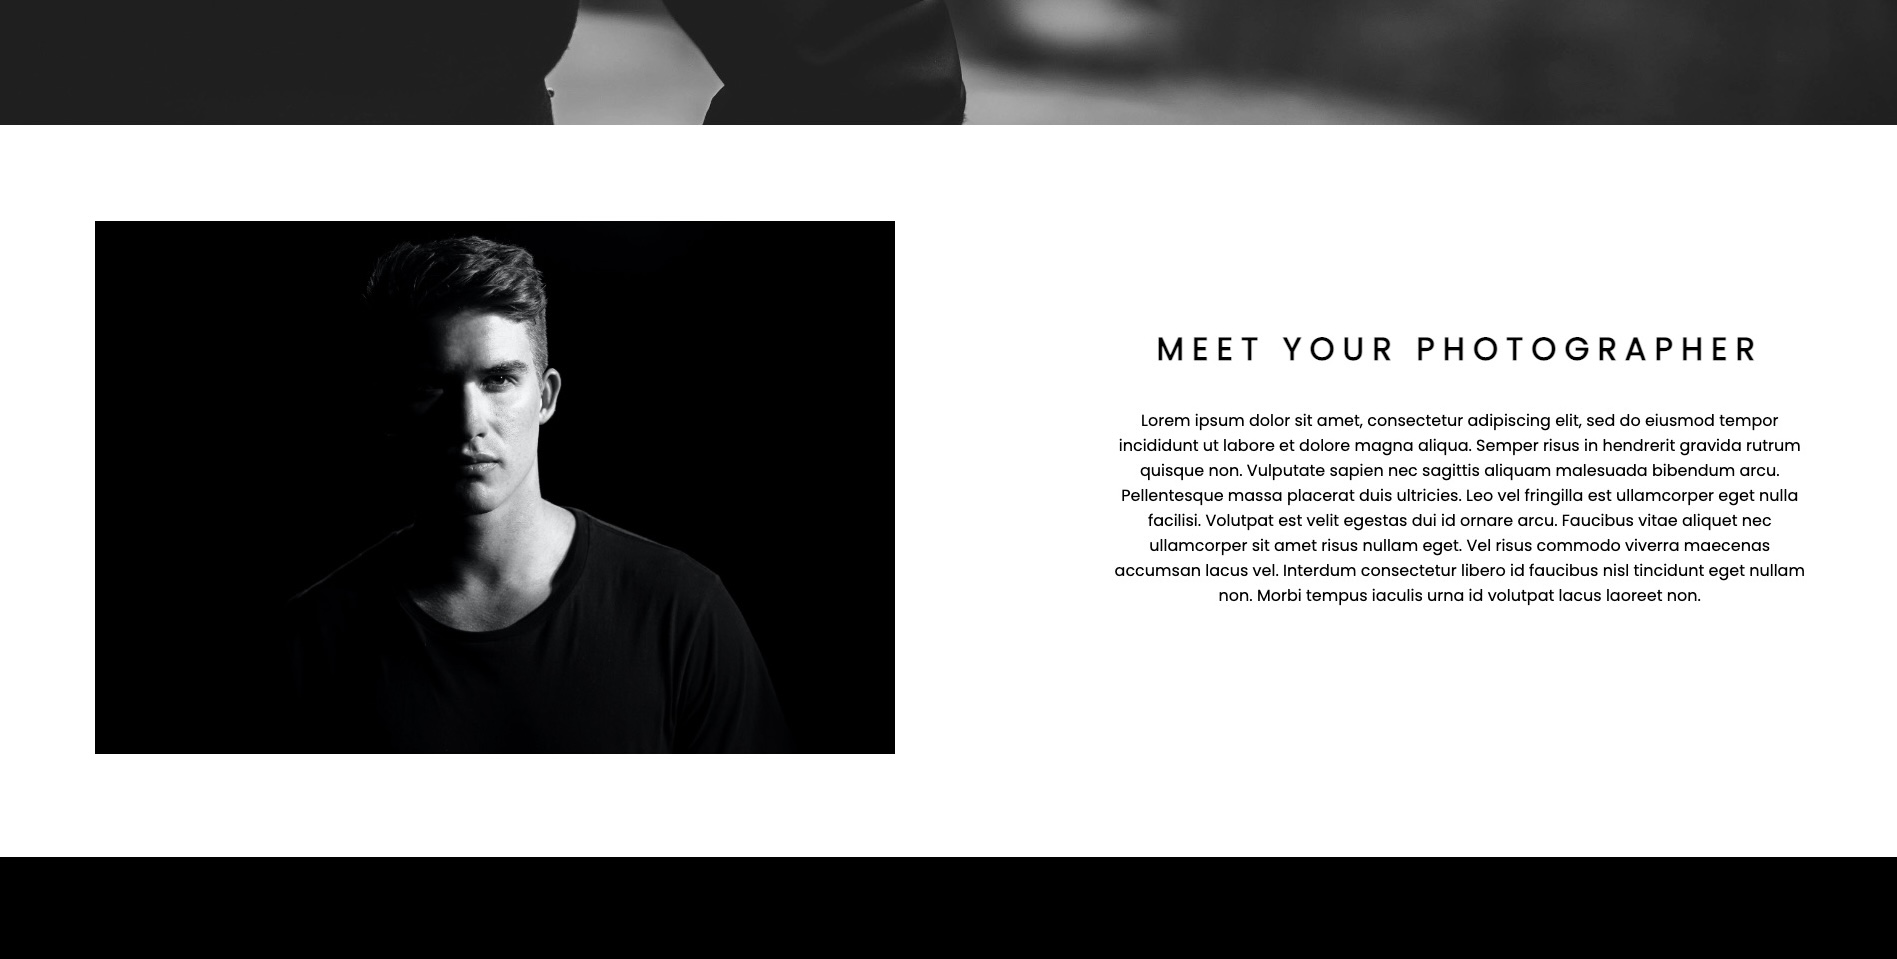 MEET YOUR PHOTOGRAPHER
Lorem ipsum dolor sit amet, consectetur adipiscing elit, sed do eiusmod tempor
incididunt ut labore et dolore magna aliqua. Semper risus in hendrerit gravida rutrum
quisque non. Vulputate sapien nec sagittis aliquam malesuada bibendum arcu.
Pellentesque massa placerat duis ultricies. Leo vel fringilla est ullamcorper eget nulla
facilisi. Volutpat est velit egestas dui id ornare arcu. Faucibus vitae aliquet nec
ullamcorper sit amet risus nullam eget. Vel risus commodo viverra maecenas
accumsan lacus vel. Interdum consectetur libero id faucibus nisl tincidunt eget nullam
non. Morbi tempus iaculis urna id volutpat lacus laoreet non.